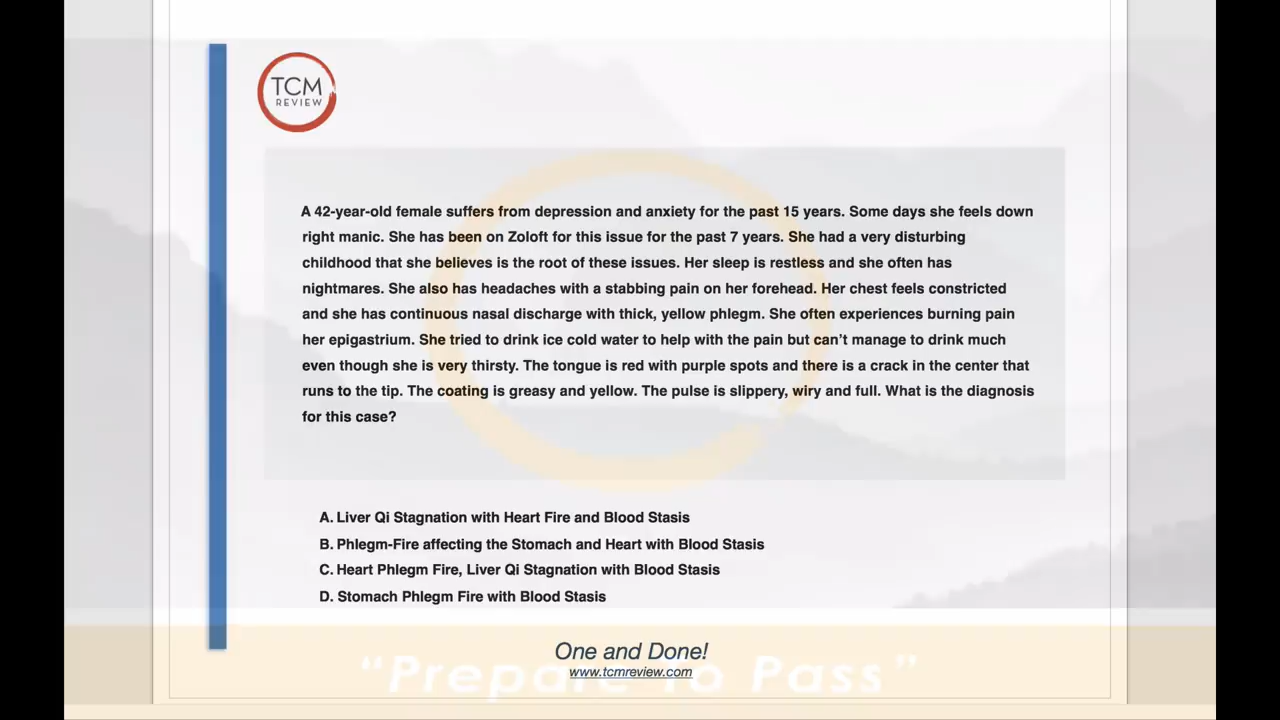 TCM
REVIEW
A 42-year-old female suffers from depression and anxiety for the past 15 years. Some days she feels down
right manic. She has been on Zoloft for this issue for the past 7 years. She had a very disturbing
childhood that she believes is the root of these issues. Her sleep is restless and she often has
nightmares. She also has headaches with a stabbing pain on her forehead. Her chest feels constricted
and she has continuous nasal discharge with thick, yellow phlegm. She often experiences burning pain
her epigastrium. She tried to drink ice cold water to help with the pain but can't manage to drink much
even though she is very thirsty. The tongue is red with purple spots and there is a crack in the center that
runs to the tip. The coating is greasy and yellow. The pulse is slippery, wiry and full. What is the diagnosis
for this case?
A. Liver Qi Stagnation with Heart Fire and Blood Stasis
B. Phlegm-Fire affecting the Stomach and Heart with Blood Stasis
C. Heart Phlegm Fire, Liver Qi Stagnation with Blood Stasis
D. Stomach Phlegm Fire with Blood Stasis
One and Done!
www.tcmreview.com
“Prepare To Pass”